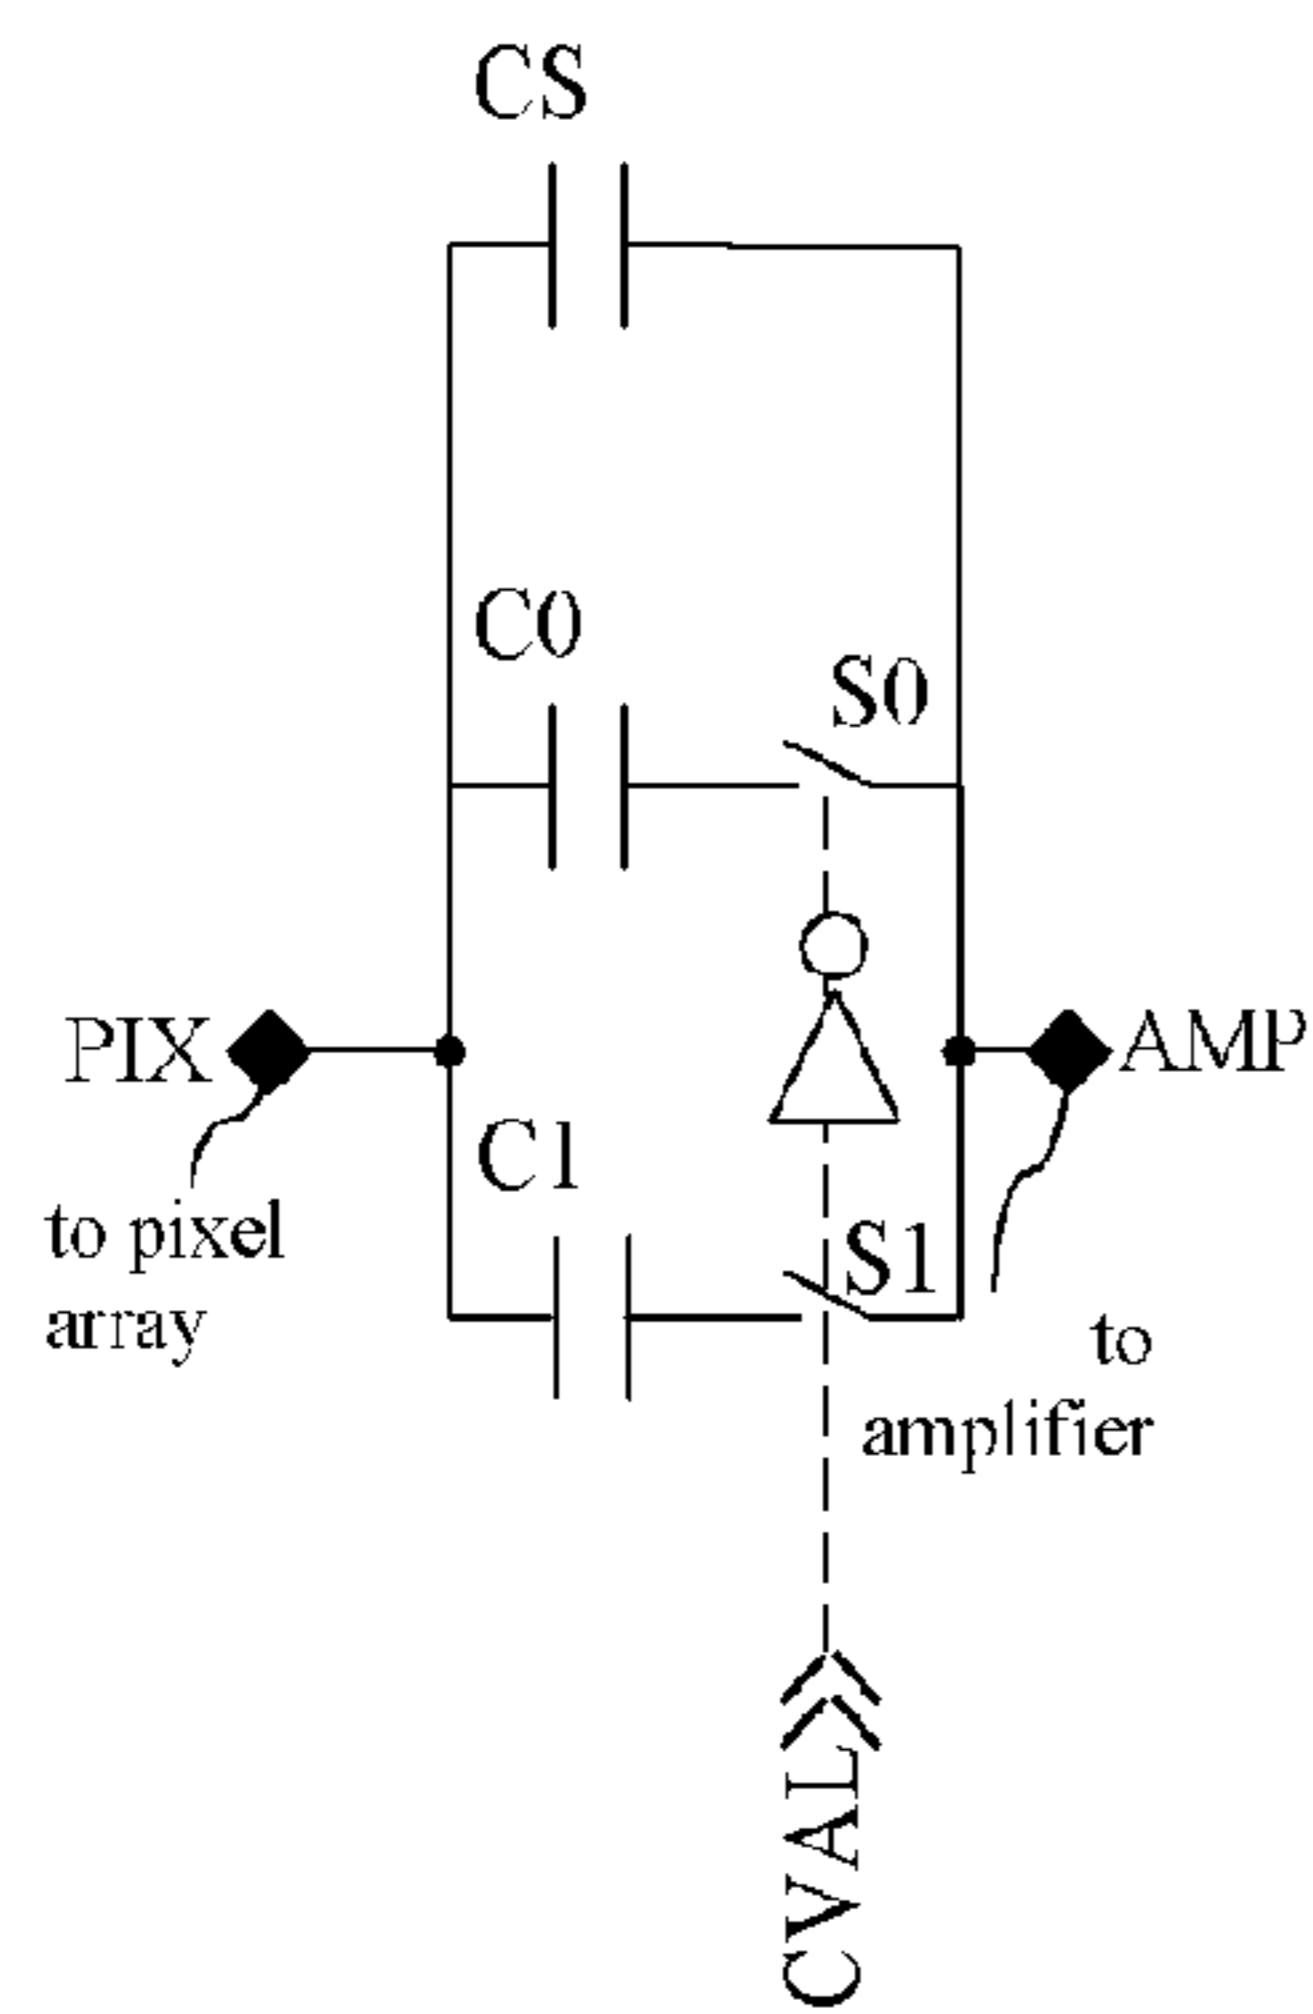 CS
C0
S0
PIX
AMP
C1
to pixel
array
S1
to
amplifier
CVAL